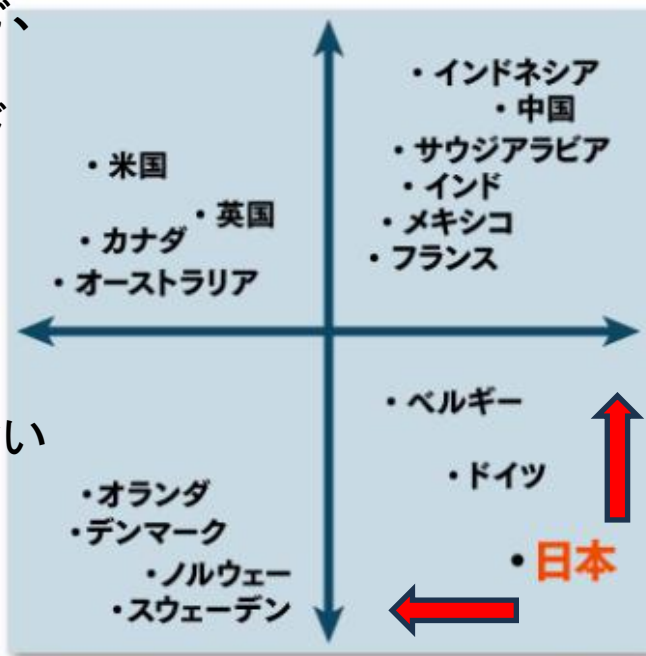 ・インドネシア
・中国
・サウジアラビア
・インド
・メキシコ
・フランス
・米国
・英国
・カナダ
・オーストラリア
・ベルギー
・ドイツ
・日本
い
・オランダ
・デンマーク
・ノルウェー
・スウェーデン